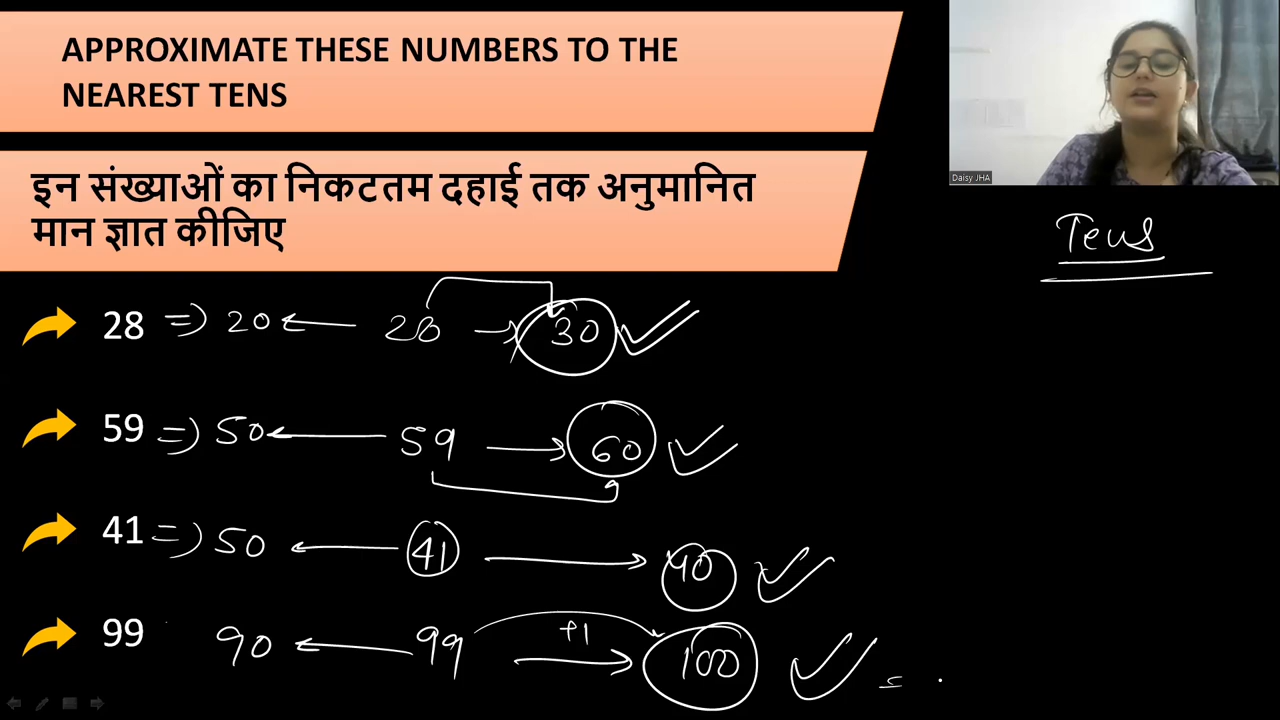 APPROXIMATE THESE NUMBERS TO THE
NEAREST TENS
इन संख्याओं का निकटतम दहाई तक अनुमानित
मान ज्ञात कीजिए
Daisy JHA
Tens
28 => 20 ← 28 → 30
59 => 50 ← 59 → 60
41 => 50 ← 41 → 40
99 90 ← 99 +1 → 100 =